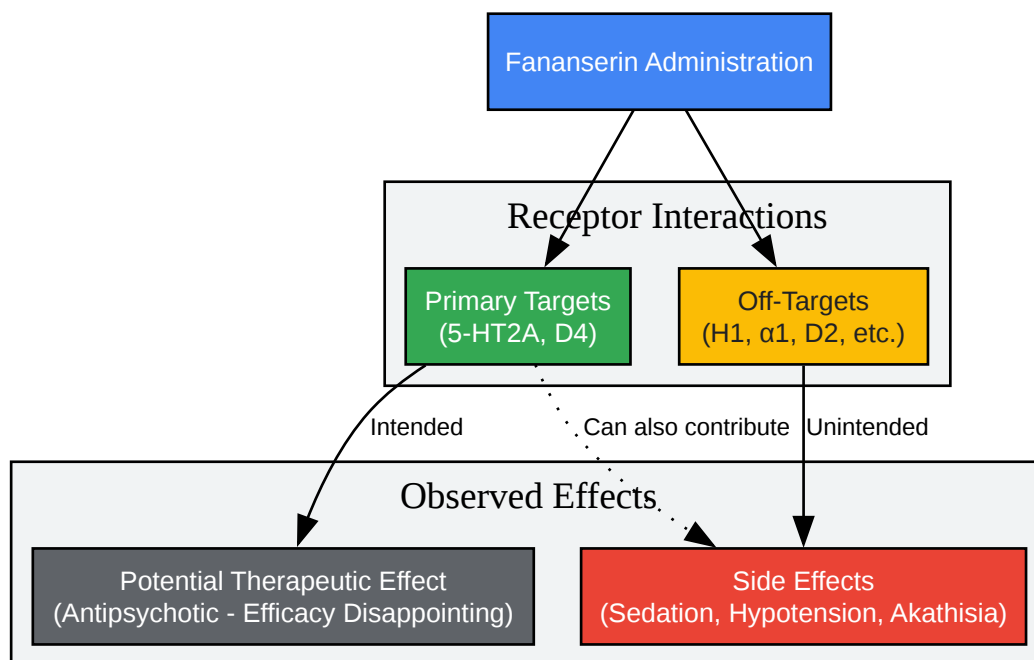 Fananserin Administration
Receptor Interactions
Primary Targets
(5-HT2A, D4)
Off-Targets
(H1, α1, D2, etc.)
Intended
Can also contribute
Unintended
Observed Effects
Potential Therapeutic Effect
(Antipsychotic - Efficacy Disappointing)
Side Effects
(Sedation, Hypotension, Akathisia)